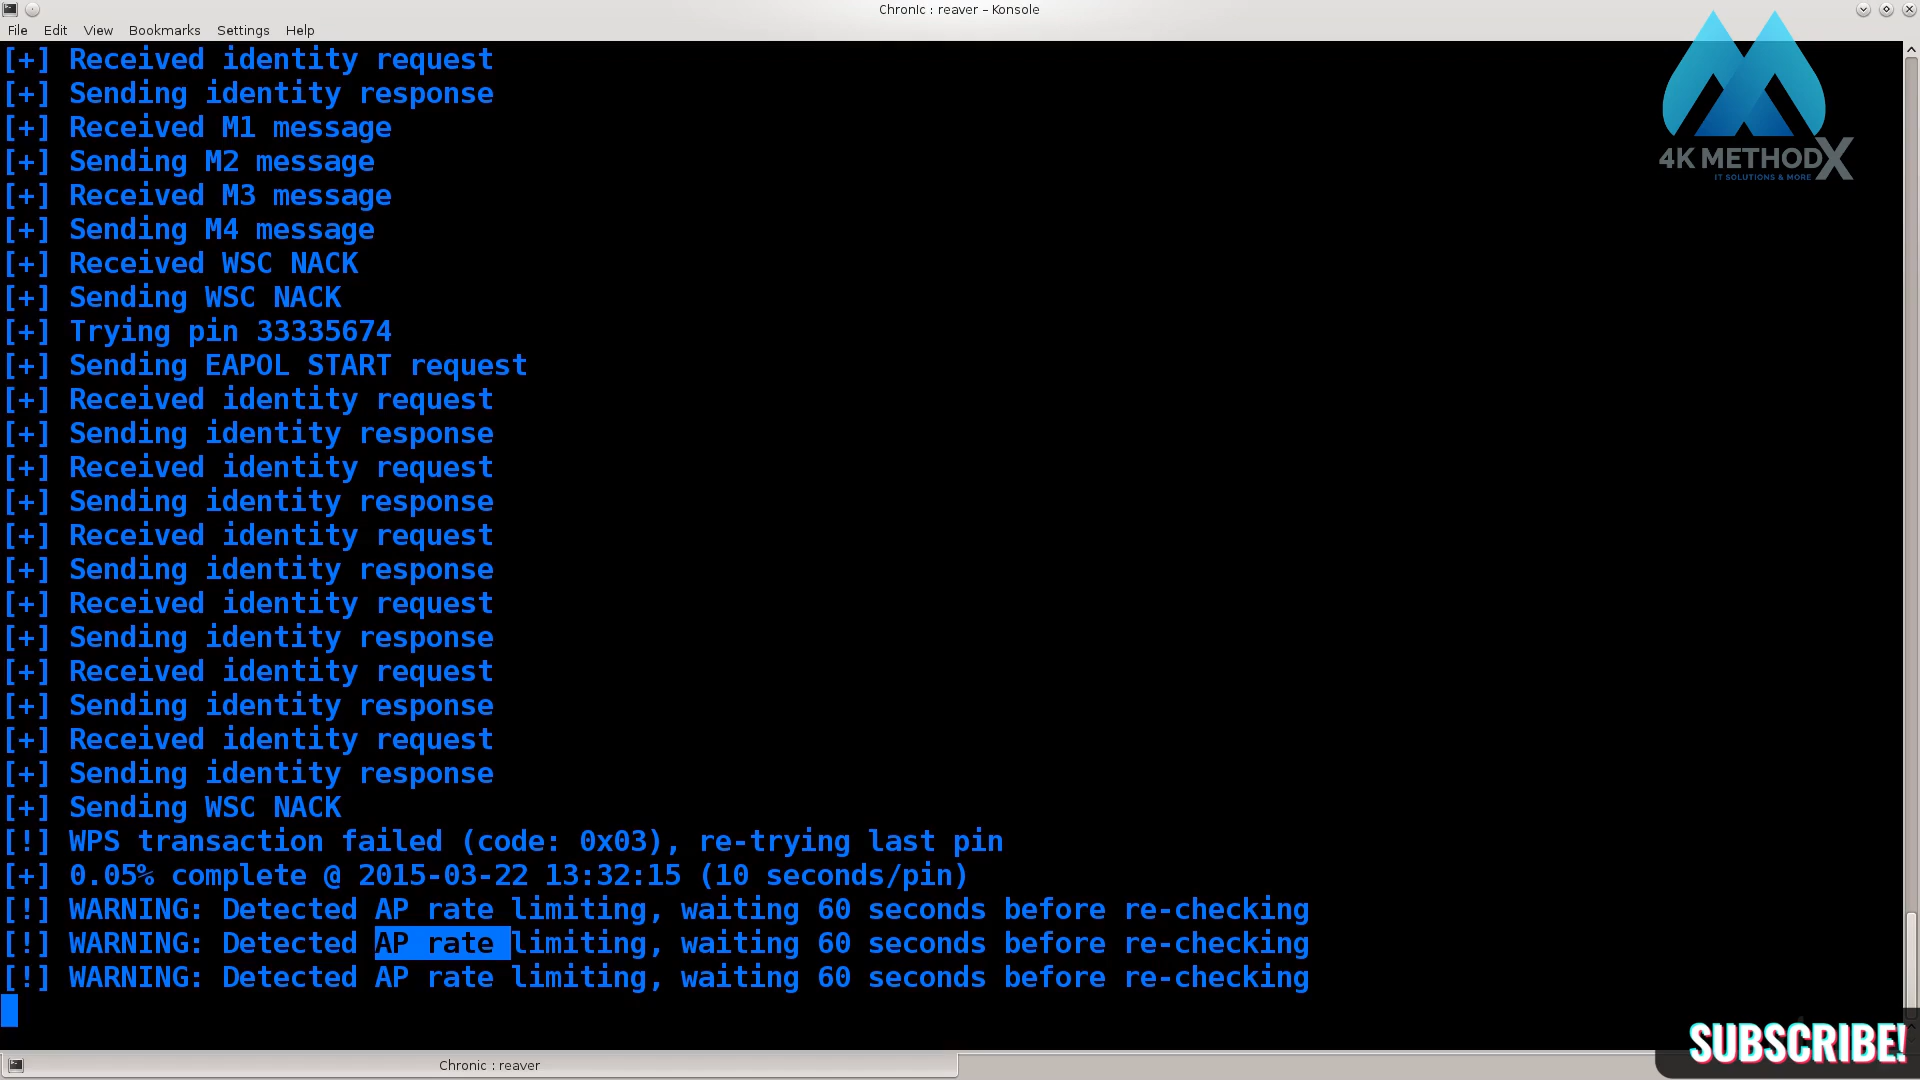 Chronic : reaver – Konsole
File Edit View Bookmarks Settings Help
[+] Received identity request
[+] Sending identity response
[+] Received M1 message
[+] Sending M2 message
[+] Received M3 message
[+] Sending M4 message
[+] Received WSC NACK
[+] Sending WSC NACK
[+] Trying pin 33335674
[+] Sending EAPOL START request
[+] Received identity request
[+] Sending identity response
[+] Received identity request
[+] Sending identity response
[+] Received identity request
[+] Sending identity response
[+] Received identity request
[+] Sending identity response
[+] Received identity request
[+] Sending identity response
[+] Received identity request
[+] Sending identity response
[+] Sending WSC NACK
[!] WPS transaction failed (code: 0x03), re-trying last pin
[+] 0.05% complete @ 2015-03-22 13:32:15 (10 seconds/pin)
[!] WARNING: Detected AP rate limiting, waiting 60 seconds before re-checking
[!] WARNING: Detected AP rate limiting, waiting 60 seconds before re-checking
[!] WARNING: Detected AP rate limiting, waiting 60 seconds before re-checking
4K METHODX
IT SOLUTIONS & MORE
SUBSCRIBE!
Chronic : reaver